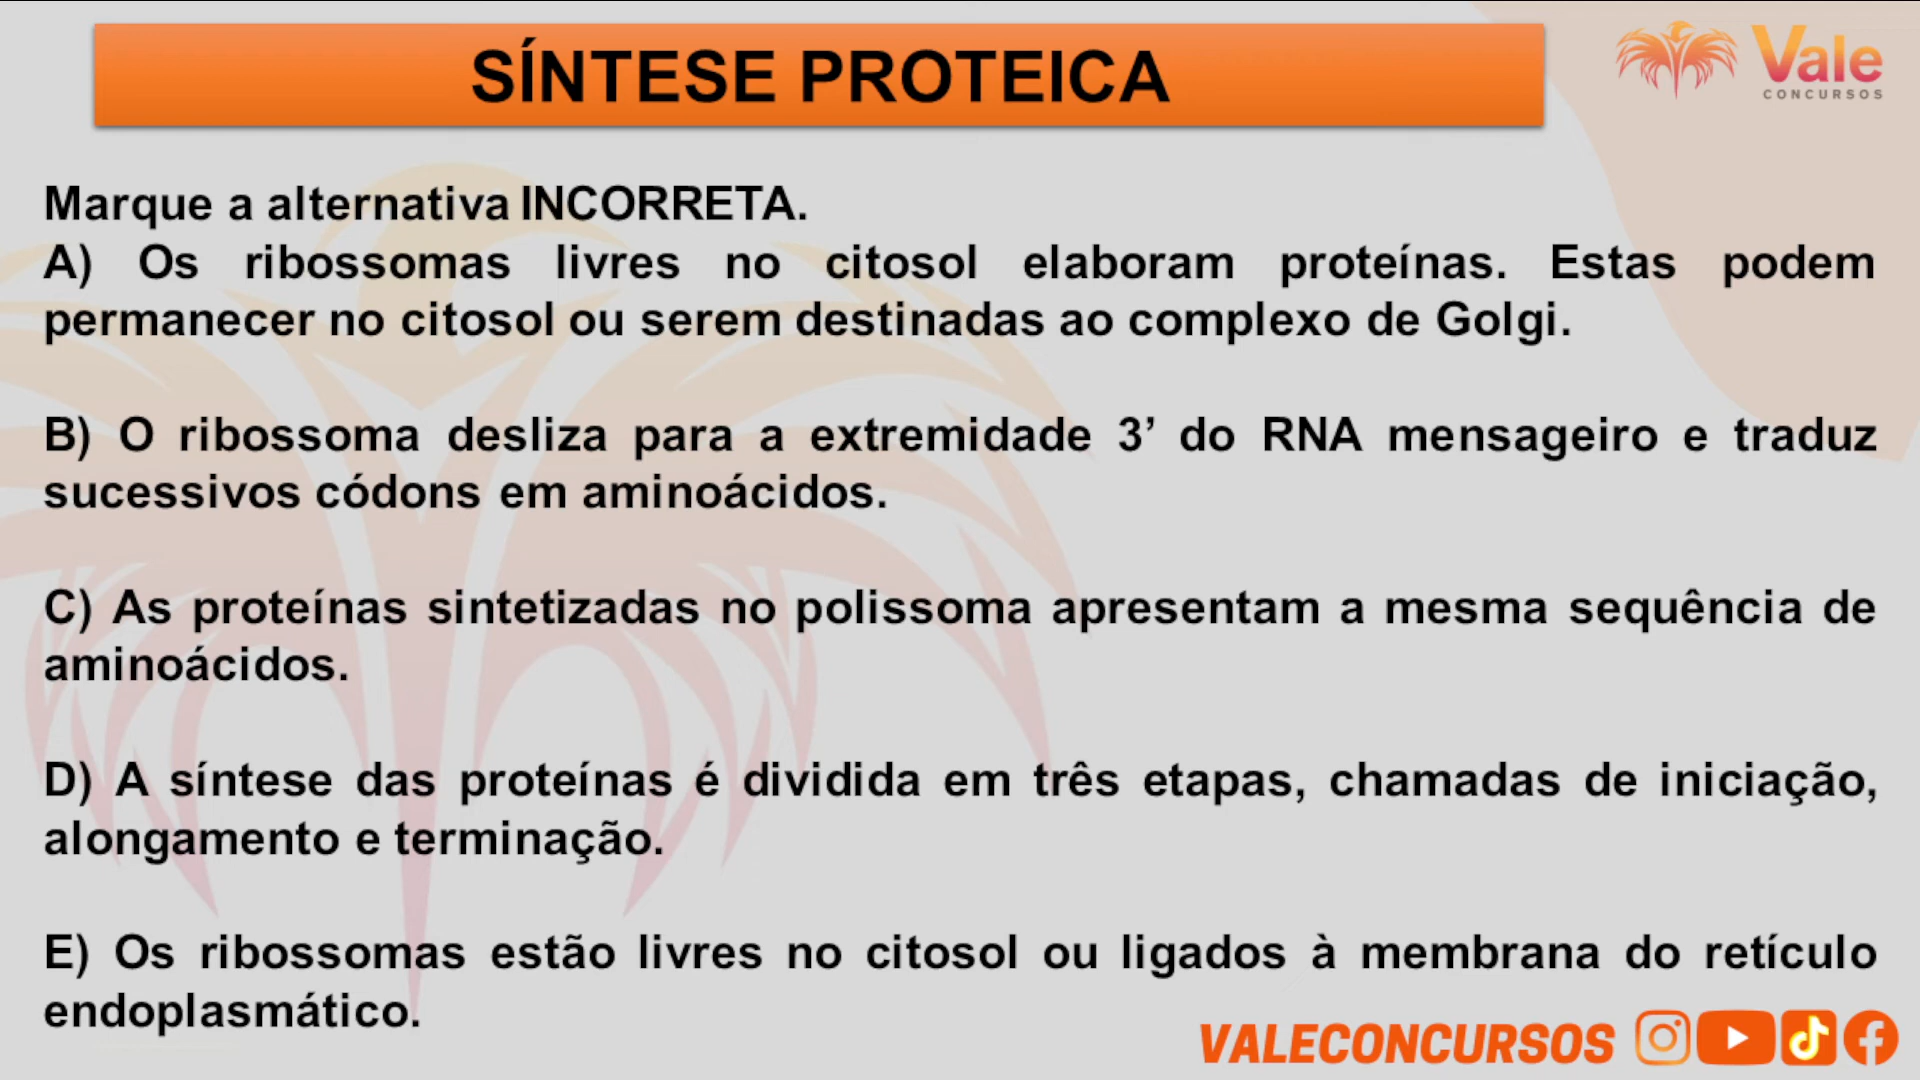 SÍNTESE PROTEICA
Vale
CONCURSOS
Marque a alternativa INCORRETA.
A) Os ribossomas livres no citosol elaboram proteínas. Estas podem
permanecer no citosol ou serem destinadas ao complexo de Golgi.
B) O ribossoma desliza para a extremidade 3’ do RNA mensageiro e traduz
sucessivos códons em aminoácidos.
C) As proteínas sintetizadas no polissoma apresentam a mesma sequência de
aminoácidos.
D) A síntese das proteínas é dividida em três etapas, chamadas de iniciação,
alongamento e terminação.
E) Os ribossomas estão livres no citosol ou ligados à membrana do retículo
endoplasmático.
VALECONCURSOS